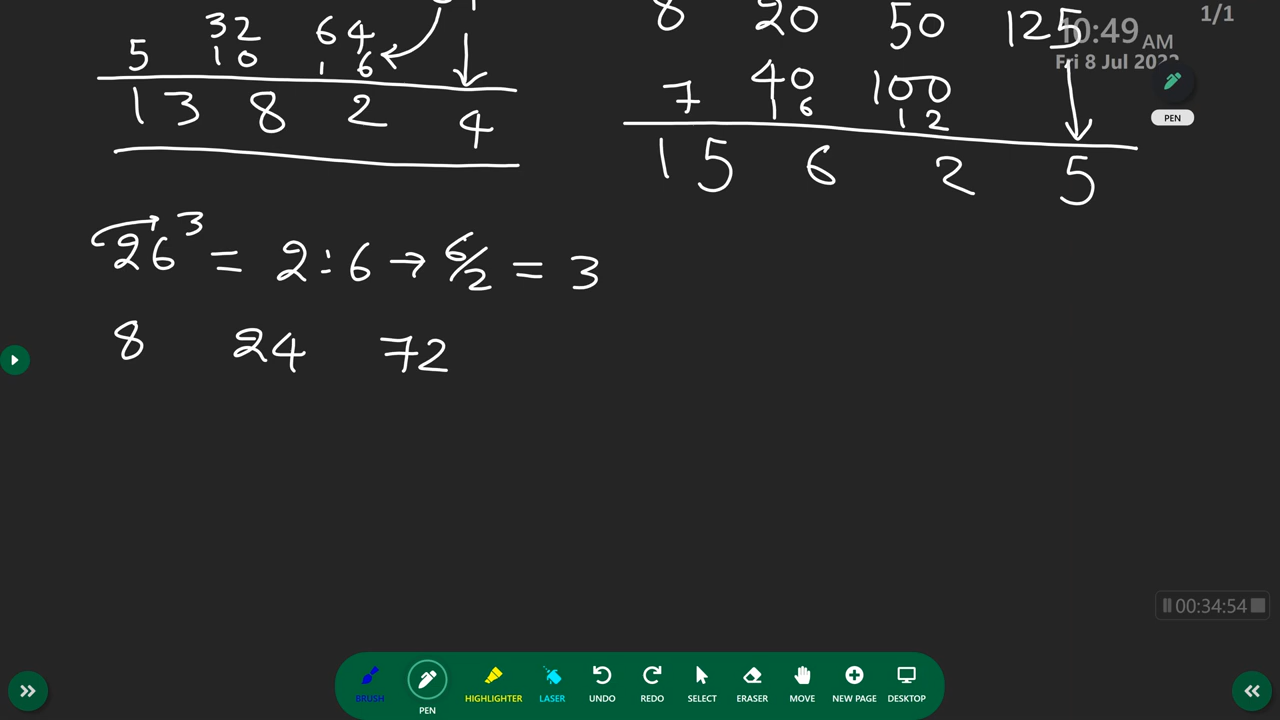 1/1
8 20 50 125
10:49 AM
32 64
5 10 1 6
Fri 8 Jul
7 40 100
1 6 1 2
PEN
1 3 8 2 4
1 5 6 2 5
26³ = 2:6 → 6/2 = 3
8 24 72
00:34:54
BRUSH PEN HIGHLIGHTER LASER UNDO REDO SELECT ERASER MOVE NEW PAGE DESKTOP